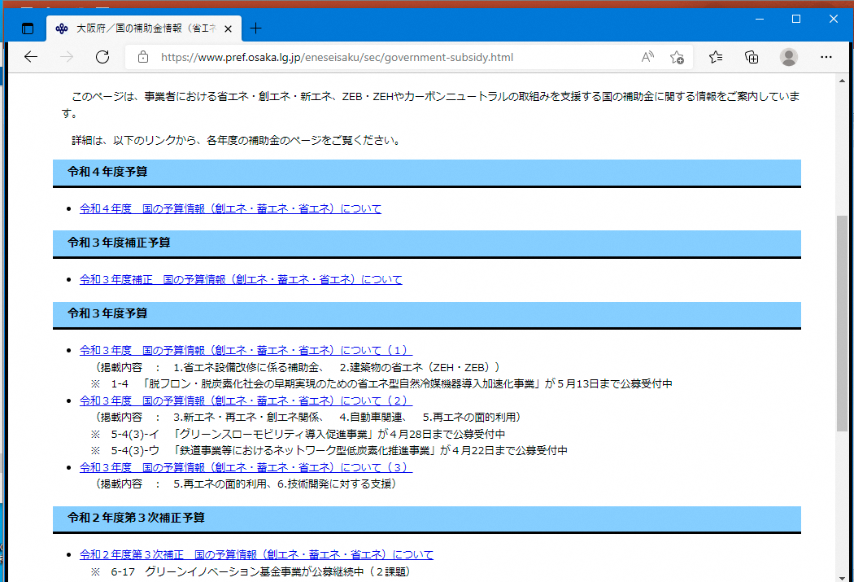 大阪府／国の補助金情報（省エネ
https://www.pref.osaka.lg.jp/eneseisaku/sec/government-subsidy.html
このページは、事業者における省エネ・創エネ・新エネ、ZEB・ZEHやカーボンニュートラルの取組みを支援する国の補助金に関する情報をご案内していま
す。
詳細は、以下のリンクから、各年度の補助金のページをご覧ください。
令和４年度予算
• 令和４年度　国の予算情報（創エネ・蓄エネ・省エネ）について
令和３年度補正予算
• 令和３年度補正　国の予算情報（創エネ・蓄エネ・省エネ）について
令和３年度予算
• 令和３年度　国の予算情報（創エネ・蓄エネ・省エネ）について（１）
（掲載内容　：　1.省エネ設備改修に係る補助金、　2.建築物の省エネ（ZEH・ZEB））
※　1-4　「脱フロン・脱炭素化社会の早期実現のための省エネ型自然冷媒機器導入加速化事業」が５月13日まで公募受付中
• 令和３年度　国の予算情報（創エネ・蓄エネ・省エネ）について（２）
（掲載内容　：　3.新エネ・再エネ・創エネ関係、　4.自動車関連、　5.再エネの面的利用）
※　5-4(3)-イ　「グリーンスローモビリティ導入促進事業」が４月28日まで公募受付中
※　5-4(3)-ウ　「鉄道事業等におけるネットワーク型低炭素化推進事業」が４月22日まで公募受付中
• 令和３年度　国の予算情報（創エネ・蓄エネ・省エネ）について（３）
（掲載内容　：　5.再エネの面的利用、6.技術開発に対する支援）
令和２年度第３次補正予算
• 令和２年度第３次補正　国の予算情報（創エネ・蓄エネ・省エネ）について
※　6-17　グリーンイノベーション基金事業が公募継続中（２課題）